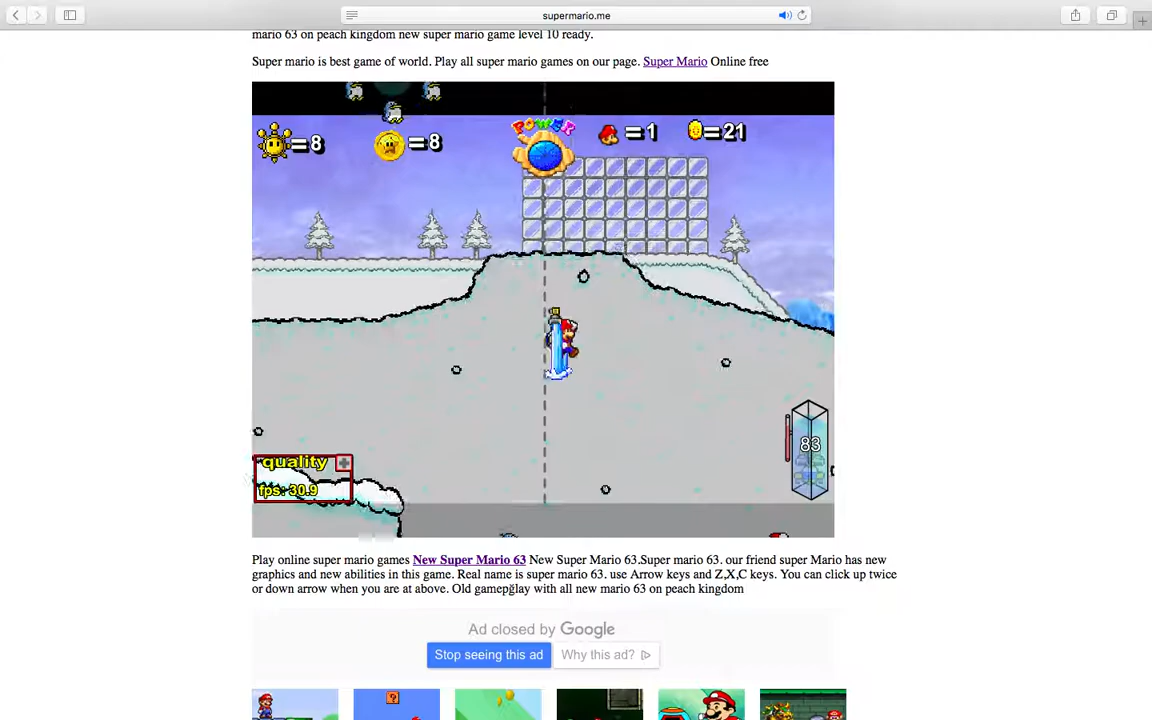 supermario.me
mario 63 on peach kingdom new super mario game level 10 ready.
Super mario is best game of world. Play all super mario games on our page. Super Mario Online free
POWER
=8
=8
=1
=21
83
quality
fps: 30.9
Play online super mario games New Super Mario 63 New Super Mario 63.Super mario 63. our friend super Mario has new
graphics and new abilities in this game. Real name is super mario 63. use Arrow keys and Z,X,C keys. You can click up twice
or down arrow when you are at above. Old gamepğlay with all new mario 63 on peach kingdom
Ad closed by Google
Stop seeing this ad
Why this ad?
?